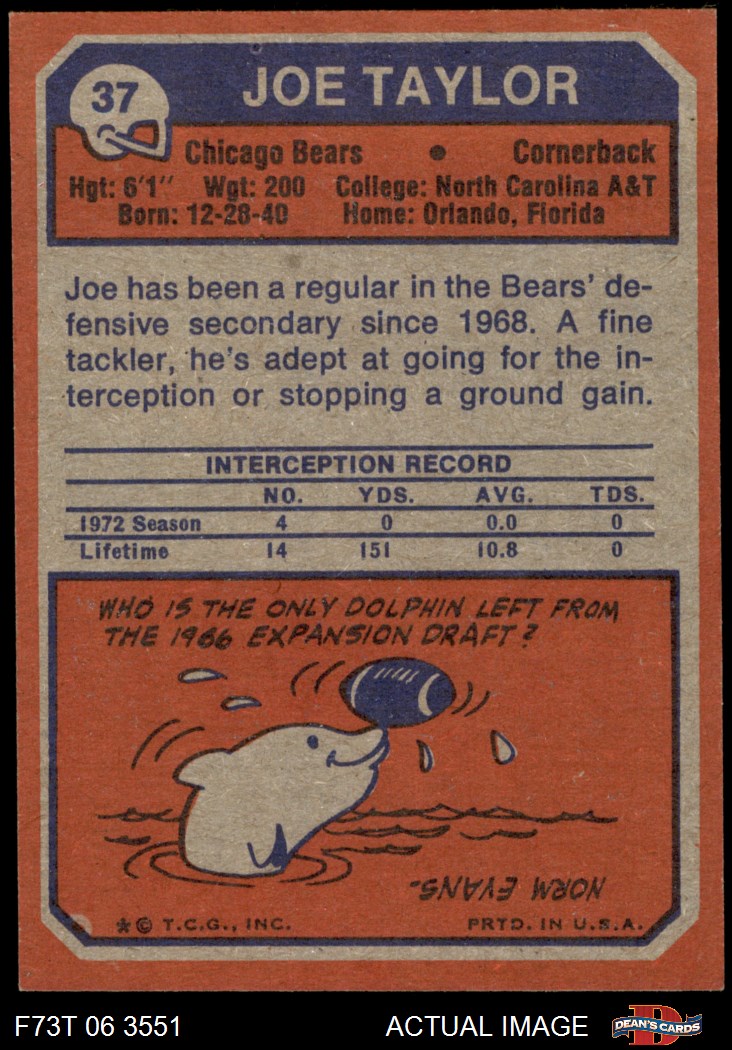 37
JOE TAYLOR
Chicago Bears • Cornerback
Hgt: 6'1" Wgt: 200 College: North Carolina A&T
Born: 12-28-40 Home: Orlando, Florida
Joe has been a regular in the Bears' de-
fensive secondary since 1968. A fine
tackler, he's adept at going for the in-
terception or stopping a ground gain.
INTERCEPTION RECORD
NO. YDS. AVG. TDS.
1972 Season 4 0 0.0 0
Lifetime 14 151 10.8 0
WHO IS THE ONLY DOLPHIN LEFT FROM
THE 1966 EXPANSION DRAFT?
NORM EVANS.
* © T.C.G., INC. PRTD. IN U.S.A.
F73T 06 3551 ACTUAL IMAGE D DEAN'S CARDS